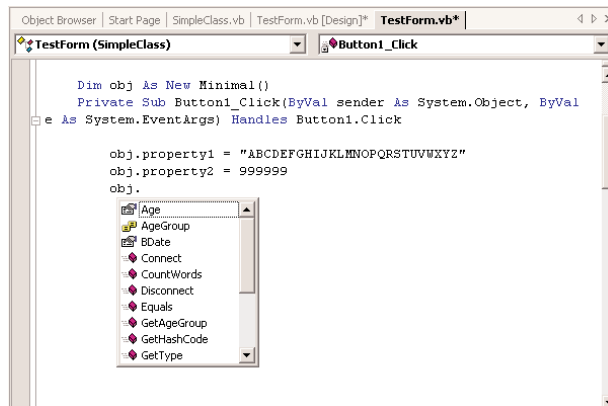 Object Browser | Start Page | SimpleClass.vb | TestForm.vb [Design]* TestForm.vb*
TestForm (SimpleClass) Button1_Click
Dim obj As New Minimal()
Private Sub Button1_Click(ByVal sender As System.Object, ByVal
e As System.EventArgs) Handles Button1.Click
obj.property1 = "ABCDEFGHIJKLMNOPQRSTUVWXYZ"
obj.property2 = 999999
obj.
Age
AgeGroup
BDate
Connect
CountWords
Disconnect
Equals
GetAgeGroup
GetHashCode
GetType